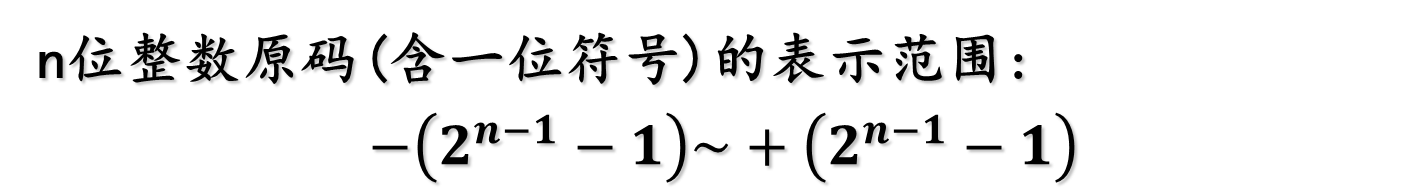 n位整数原码(含一位符号)的表示范围:
−(2ⁿ⁻¹ − 1)~ + (2ⁿ⁻¹ − 1)